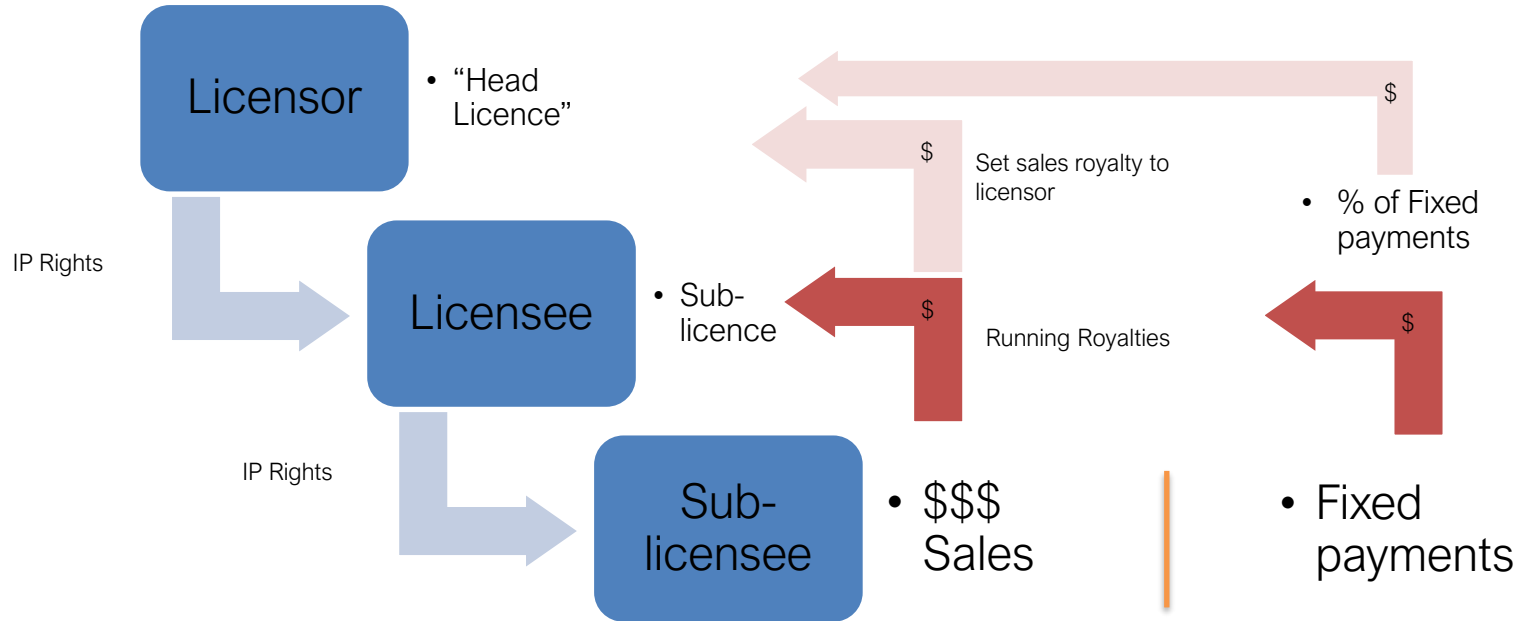 Licensor
• “Head
Licence”
$
$
Set sales royalty to
licensor
• % of Fixed
payments
IP Rights
Licensee
• Sub-
licence
$
Running Royalties
$
IP Rights
Sub-
licensee
• $$$
Sales
• Fixed
payments